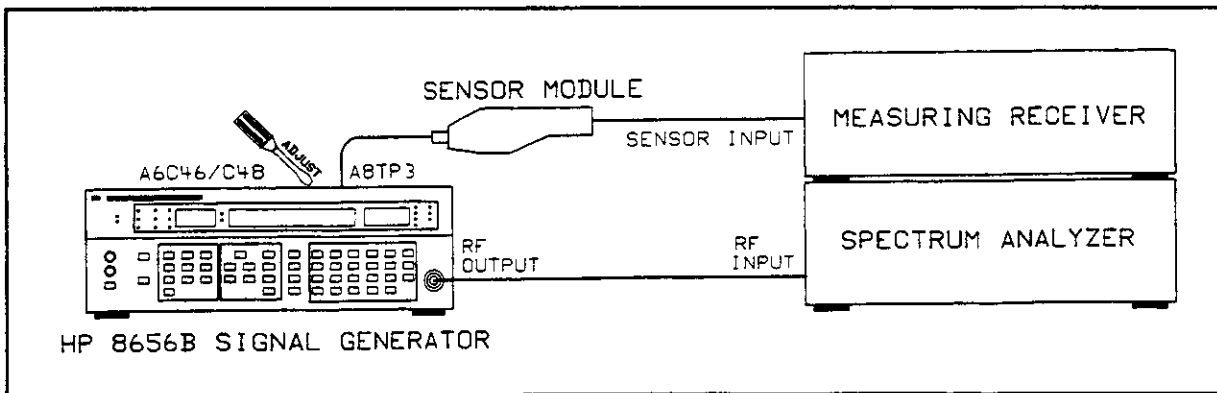 SENSOR MODULE
MEASURING RECEIVER
SENSOR INPUT
ADJUST
A6C46/C48
A8TP3
SPECTRUM ANALYZER
RF
OUTPUT
RF
INPUT
HP 8656B SIGNAL GENERATOR